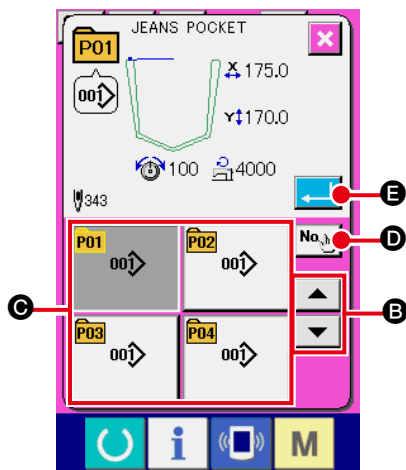 JEANS POCKET
P01
001
X 175.0
Y 170.0
100 4000
343
E
No.
D
P01
001
P02
001
B
C
P03
001
P04
001
i
M